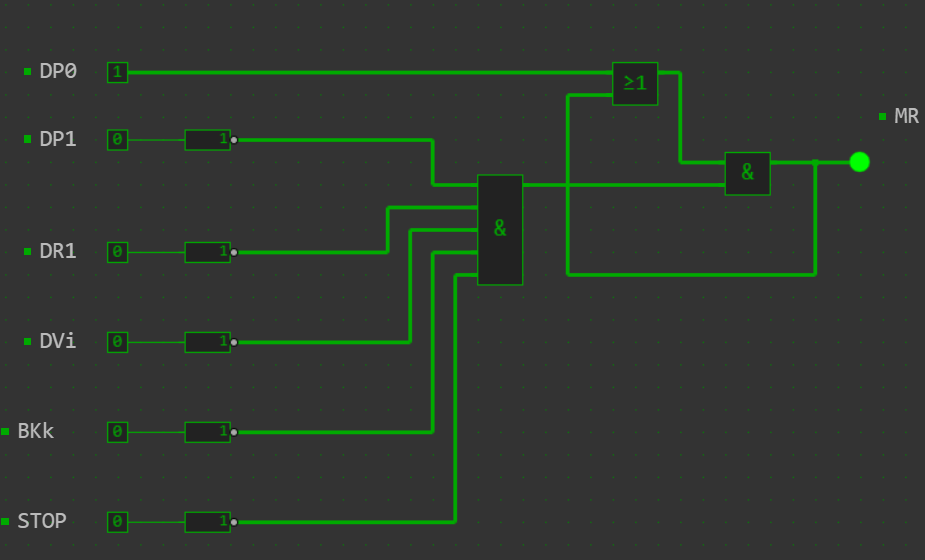 DP0 1 ≥1
MR
DP1 0 1
&
&
DR1 0 1
DVi 0 1
BKk 0 1
STOP 0 1